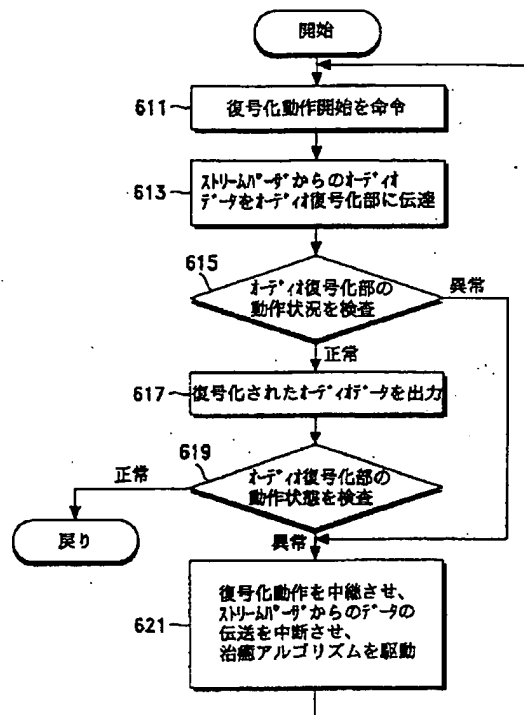 開始
611
復号化動作開始を命令
613
ストリームパーザからのオーディオ
データをオーディオ復号化部に伝達
615
オーディオ復号化部の
動作状況を検査
異常
正常
617
復号化されたオーディオデータを出力
619
オーディオ復号化部の
動作状態を検査
正常
戻り
異常
621
復号化動作を中継させ、
ストリームパーザからのデータの
伝送を中断させ、
治癒アルゴリズムを駆動